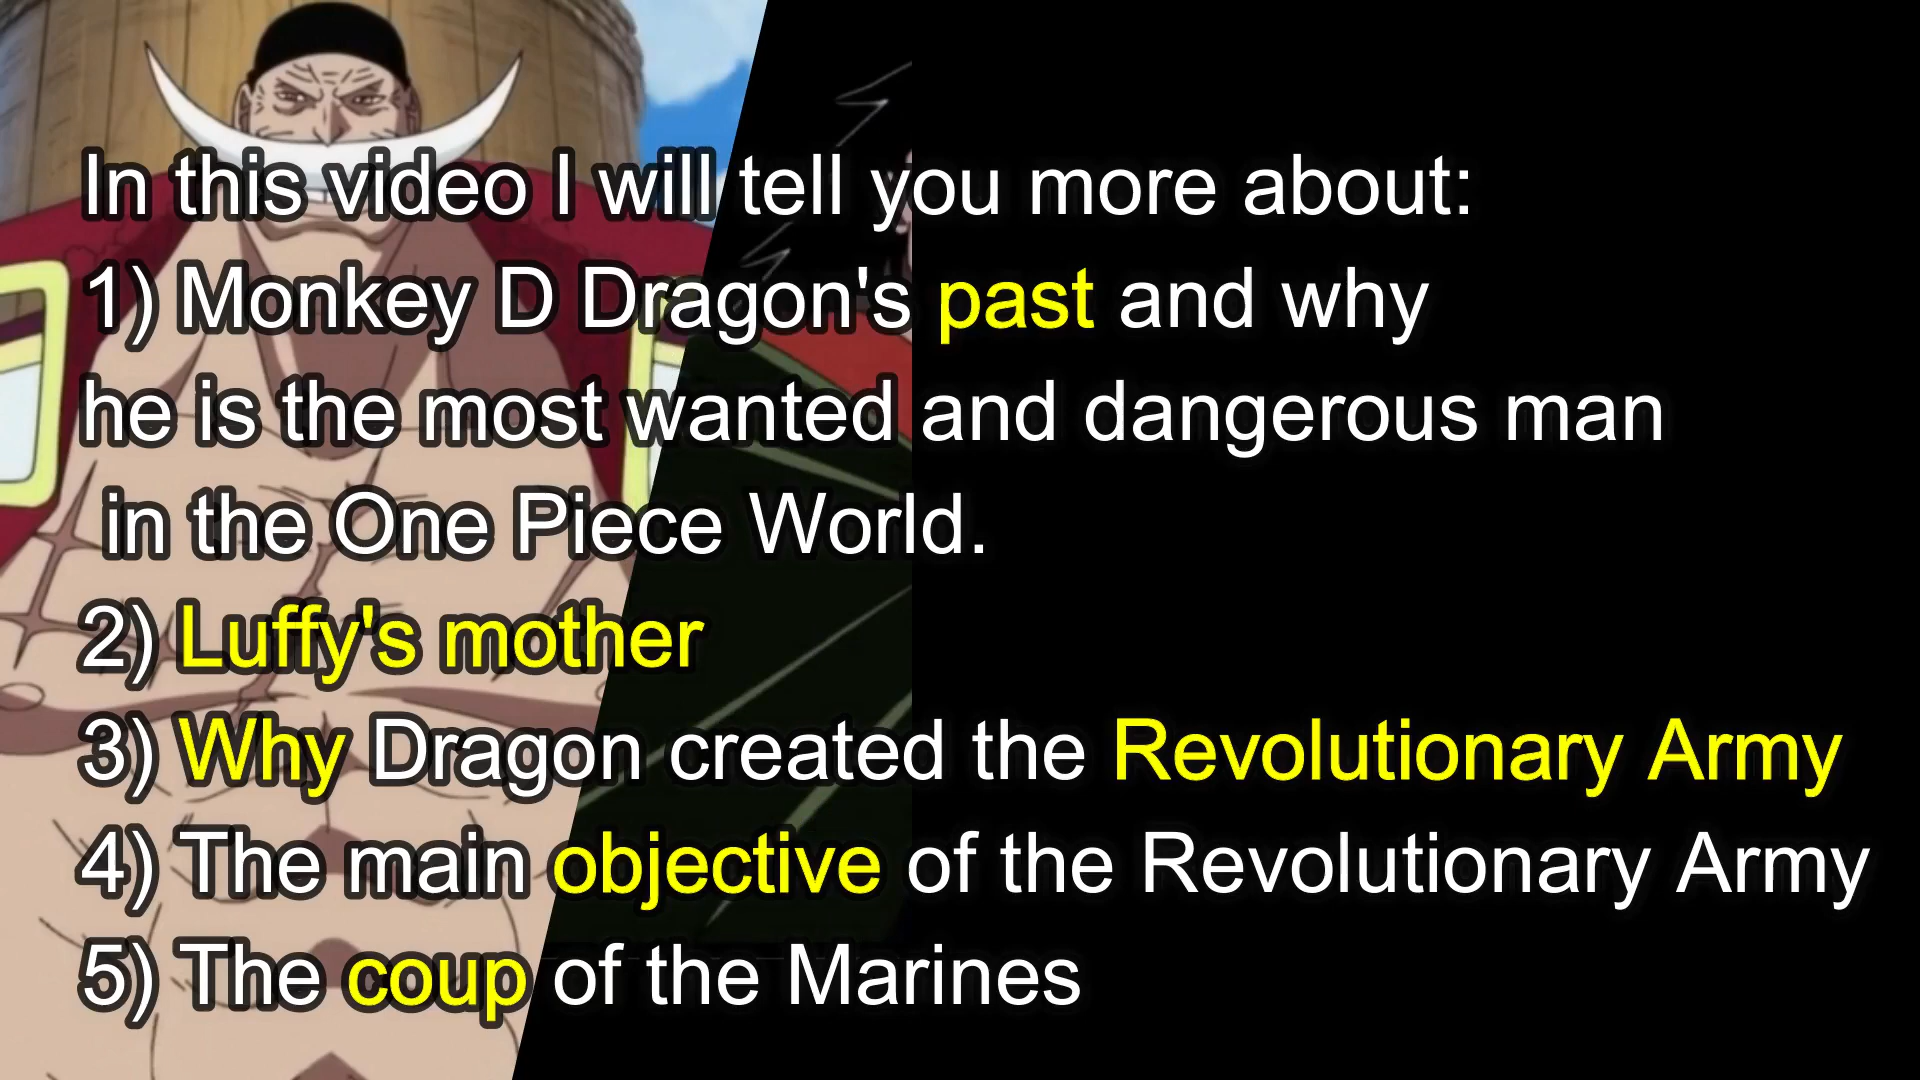 In this video I will tell you more about:
1) Monkey D Dragon's past and why
he is the most wanted and dangerous man
in the One Piece World.
2) Luffy's mother
3) Why Dragon created the Revolutionary Army
4) The main objective of the Revolutionary Army
5) The coup of the Marines